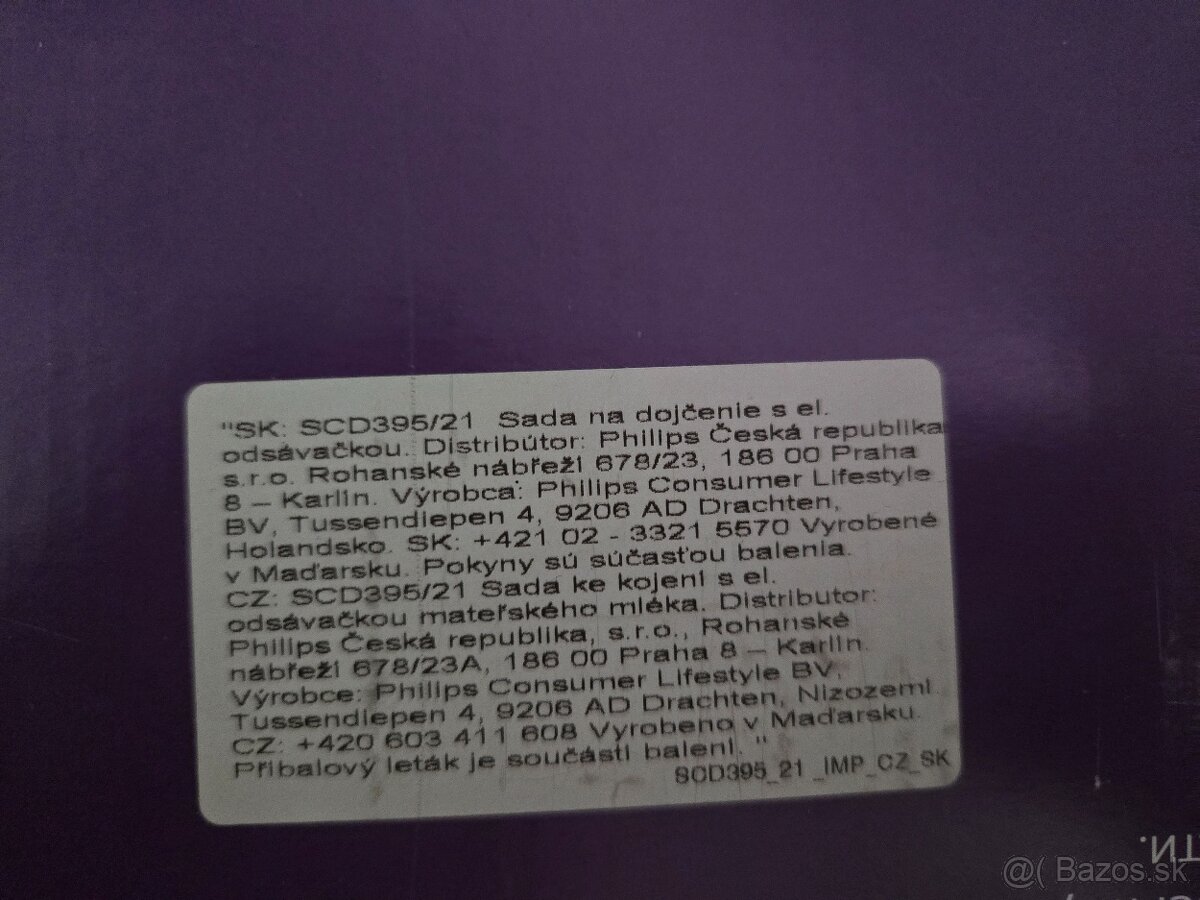 "SK: SCD395/21 Sada na dojčenie s el.
odsávačkou. Distribútor: Philips Česká republika
s.r.o. Rohanské nábřeží 678/23, 186 00 Praha
8 – Karlín. Výrobca: Philips Consumer Lifestyle
BV, Tussendiepen 4, 9206 AD Drachten,
Holandsko. SK: +421 02 - 3321 5570 Vyrobené
v Maďarsku. Pokyny sú súčasťou balenia.
CZ: SCD395/21 Sada ke kojení s el.
odsávačkou mateřského mléka. Distributor:
Philips Česká republika, s.r.o., Rohanské
nábřeží 678/23A, 186 00 Praha 8 – Karlín.
Výrobce: Philips Consumer Lifestyle BV,
Tussendiepen 4, 9206 AD Drachten, Nizozemí.
CZ: +420 603 411 608 Vyrobeno v Maďarsku.
Příbalový leták je součástí balení. "
SCD395_21_IMP_CZ_SK
@( Bazos.sk